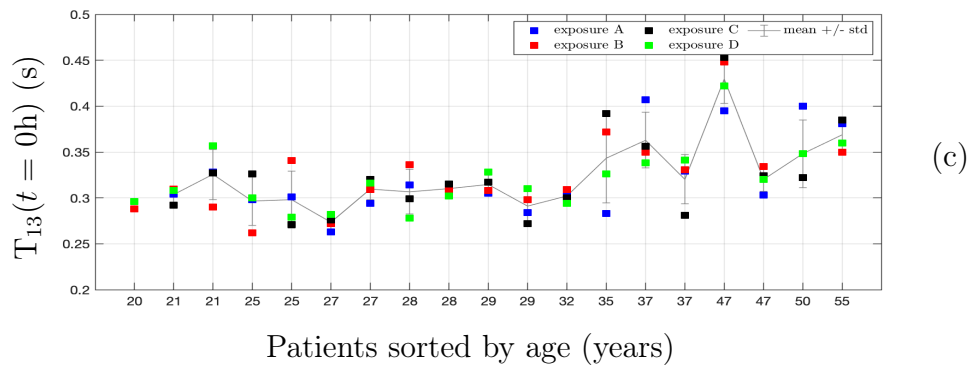 0.5
exposure A exposure C mean +/- std
exposure B exposure D
0.45
0.4
0.35
0.3
0.25
0.2
T13(t = 0h) (s)
(c)
20 21 21 25 25 27 27 28 28 29 29 32 35 37 37 47 47 50 55
Patients sorted by age (years)